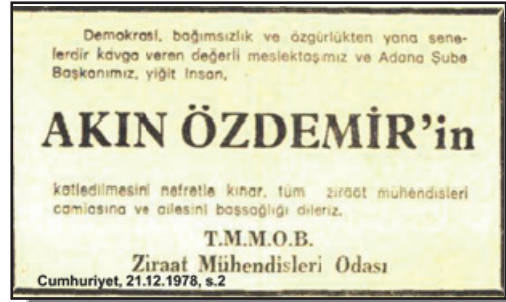 Demokrasi, bağımsızlık ve özgürlükten yana sene-
lerdir kavga veren değerli meslektaşımız ve Adana Şube
Başkanımız, yiğit İnsan,
AKIN ÖZDEMİR'in
katledilmesini nefretle kınar, tüm ziraat mühendisleri
camiasına ve ailesini başsağlığı dileriz.
T.M.M.O.B.
Ziraat Mühendisleri Odası
Cumhuriyet, 21.12.1978, s.2